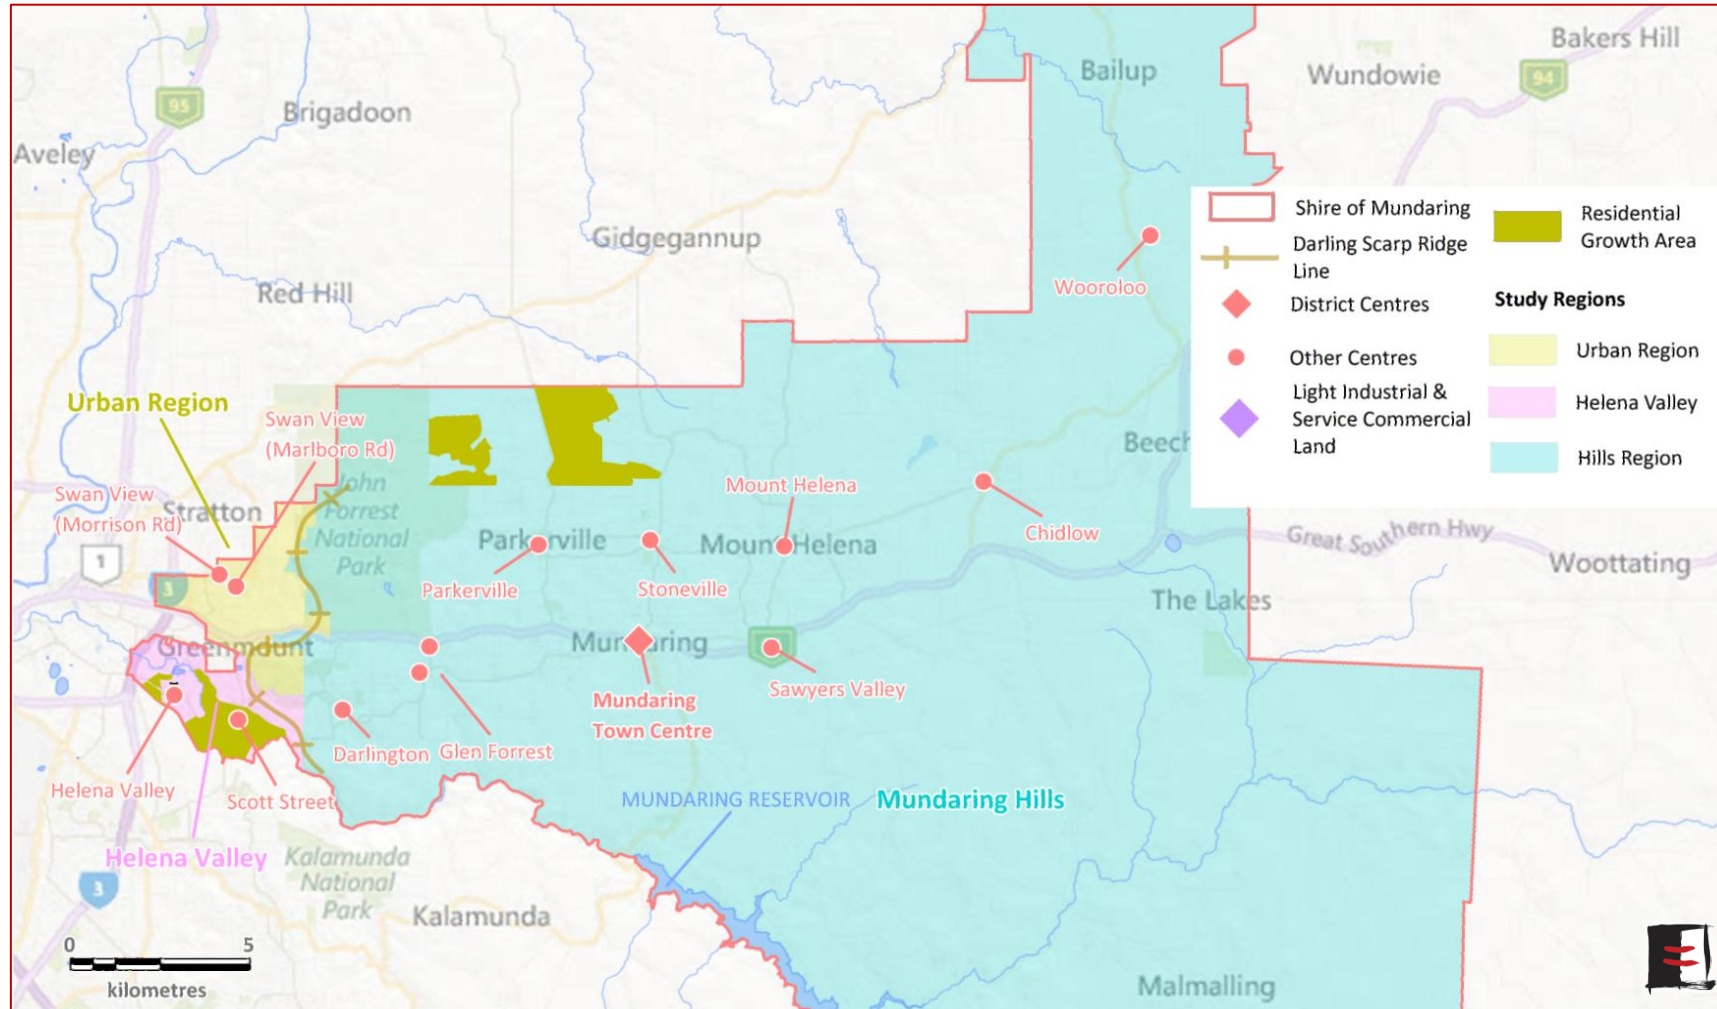 Bakers Hill
Bailup
Wundowie
94
95
Brigadoon
Aveley
Gidgegannup
Red Hill
Wooroloo
Shire of Mundaring
Darling Scarp Ridge
Line
District Centres
Other Centres
Light Industrial &
Service Commercial
Land
Residential
Growth Area
Study Regions
Urban Region
Helena Valley
Hills Region
Urban Region
Swan View
(Marlboro Rd)
Swan View
(Morrison Rd)
Stratton
John
Forrest
National
Park
Beech
Mount Helena
Chidlow
Parkerville
Mount Helena
Great Southern Hwy
Woottating
1
3
Parkerville
Stoneville
The Lakes
Greenmount
Mundaring
Sawyers Valley
Mundaring
Town Centre
Darlington
Glen Forrest
Helena Valley
Scott Street
MUNDARING RESERVOIR
Mundaring Hills
Helena Valley
Kalamunda
National
Park
3
Kalamunda
0 5
kilometres
Malmalling